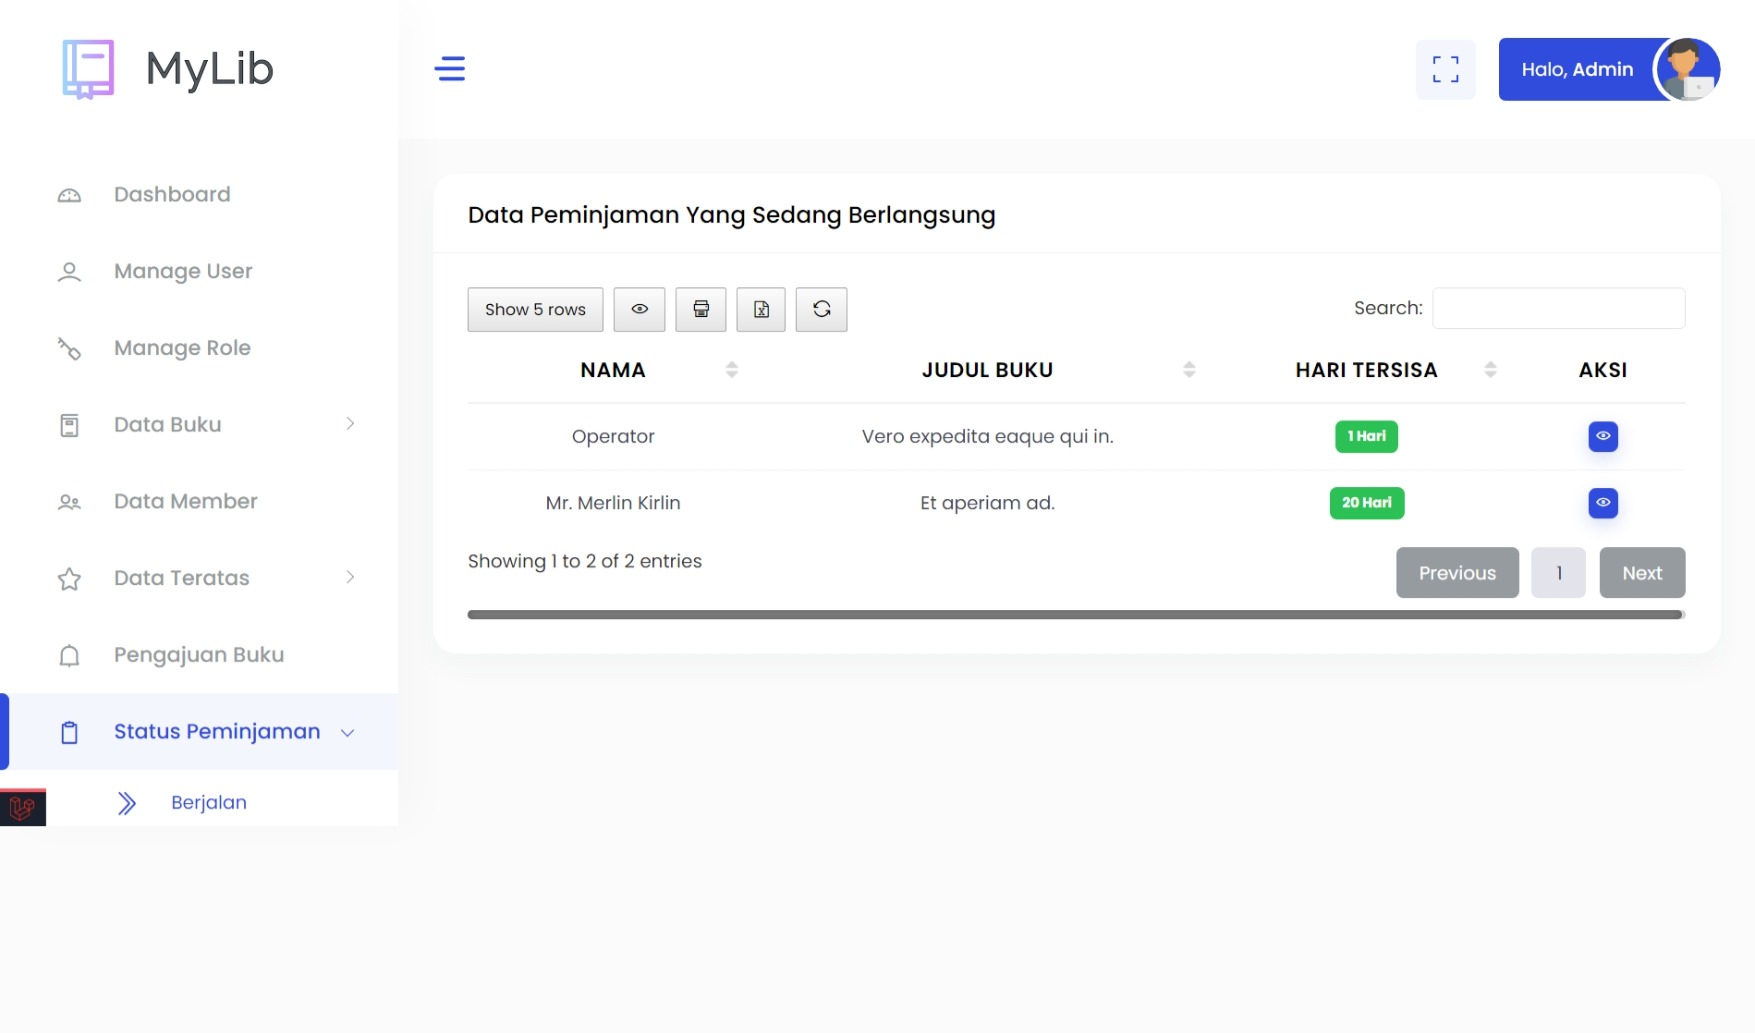 MyLib
Halo, Admin
Dashboard
Manage User
Manage Role
Data Buku
Data Member
Data Teratas
Pengajuan Buku
Status Peminjaman
Berjalan
Data Peminjaman Yang Sedang Berlangsung
Show 5 rows
Search:
NAMA JUDUL BUKU HARI TERSISA AKSI
Operator Vero expedita eaque qui in. 1 Hari
Mr. Merlin Kirlin Et aperiam ad. 20 Hari
Showing 1 to 2 of 2 entries
Previous 1 Next